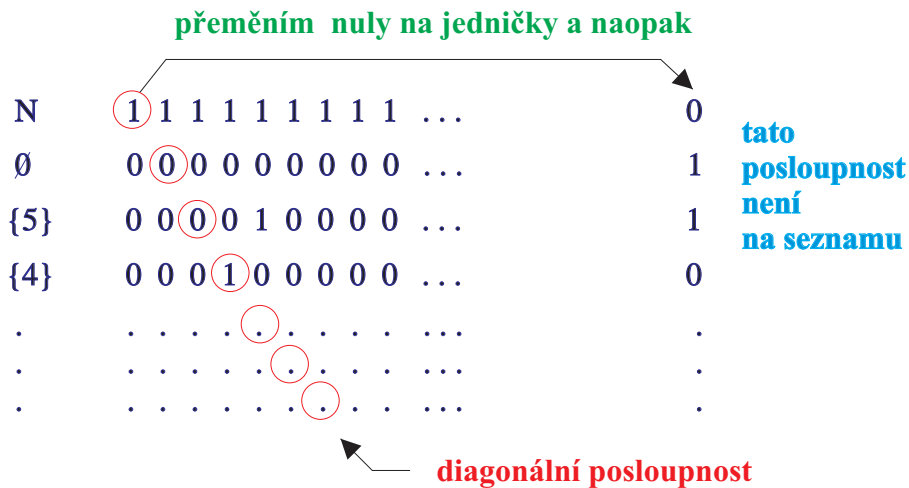 přeměním nuly na jedničky a naopak
N 1 1 1 1 1 1 1 1 1 ... 0
∅ 0 0 0 0 0 0 0 0 0 ... 1
{5} 0 0 0 0 1 0 0 0 0 ... 1
{4} 0 0 0 1 0 0 0 0 0 ... 0
. . . . . . . . . . ... .
. . . . . . . . . . ... .
. . . . . . . . . . ... .
tato
posloupnost
není
na seznamu
diagonální posloupnost